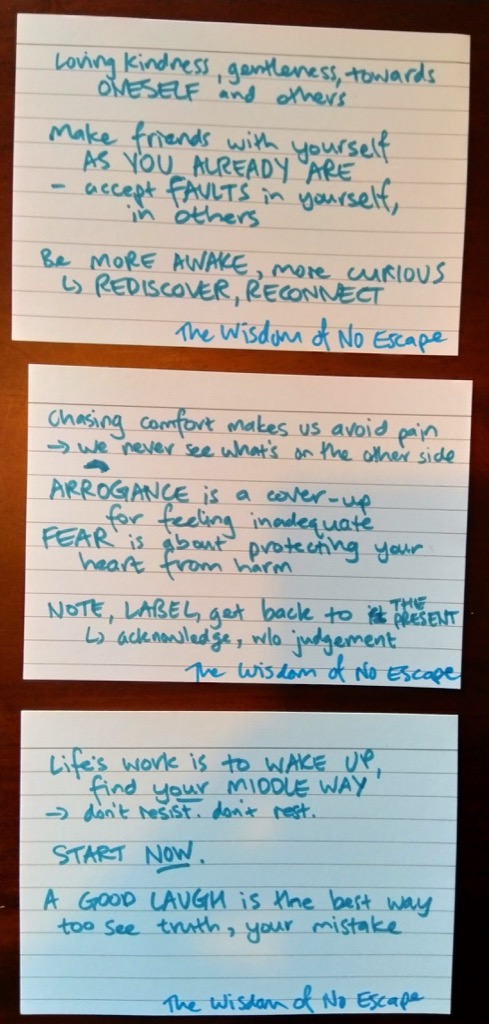 Loving kindness, gentleness, towards
ONESELF and others
Make friends with yourself
AS YOU ALREADY ARE
- accept FAULTS in yourself,
in others
Be MORE AWAKE, more CURIOUS
↳ REDISCOVER, RECONNECT
The Wisdom of No Escape
Chasing comfort makes us avoid pain
→ we never see what's on the other side
ARROGANCE is a cover-up
for feeling inadequate
FEAR is about protecting your
heart from harm
NOTE, LABEL, get back to THE PRESENT
↳ acknowledge, w/o judgement
The Wisdom of No Escape
Life's work is to WAKE UP,
find your MIDDLE WAY
→ don't resist. don't rest.
START NOW.
A GOOD LAUGH is the best way
too see truth, your mistake
The Wisdom of No Escape